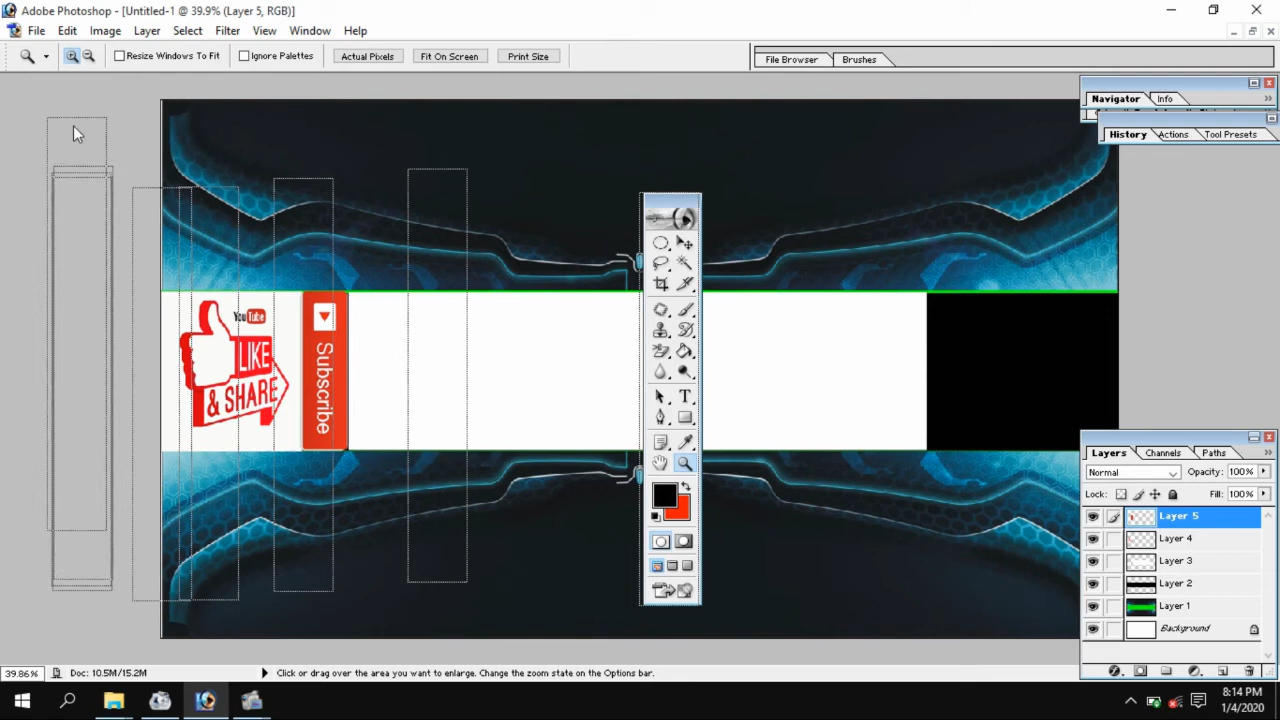 Adobe Photoshop - [Untitled-1 @ 39.9% (Layer 5, RGB)]
File Edit Image Layer Select Filter View Window Help
Resize Windows To Fit Ignore Palettes Actual Pixels Fit On Screen Print Size File Browser Brushes
Navigator Info
History Actions Tool Presets
You Tube
LIKE
& SHARE
Subscribe
T
Layers Channels Paths
Normal Opacity: 100%
Lock: Fill: 100%
Layer 5
Layer 4
Layer 3
Layer 2
Layer 1
Background
39.86% Doc: 10.5M/15.2M Click or drag over the area you want to enlarge. Change the zoom state on the Options bar.
8:14 PM
1/4/2020